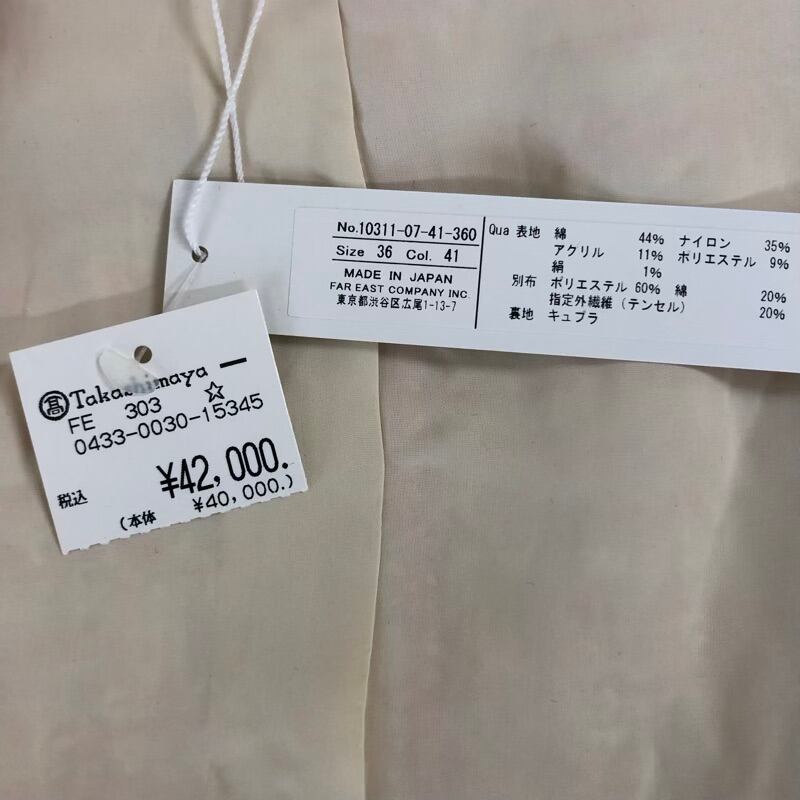 No.10311-07-41-360
Size 36 Col. 41
MADE IN JAPAN
FAR EAST COMPANY INC.
東京都渋谷区広尾1-13-7
Qua 表地 綿 44% ナイロン 35%
アクリル 11% ポリエステル 9%
絹 1%
別布 ポリエステル 60% 綿 20%
指定外繊維（テンセル） 20%
裏地 キュプラ
髙 Takashimaya
FE 303 ☆
0433-0030-15345
¥42,000.
税込 ¥40,000.)
(本体